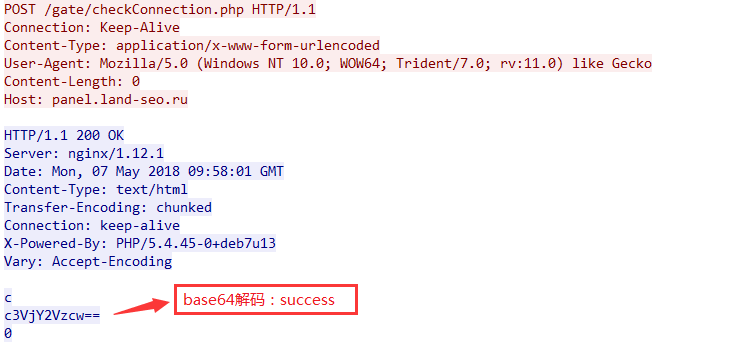 POST /gate/checkConnection.php HTTP/1.1
Connection: Keep-Alive
Content-Type: application/x-www-form-urlencoded
User-Agent: Mozilla/5.0 (Windows NT 10.0; WOW64; Trident/7.0; rv:11.0) like Gecko
Content-Length: 0
Host: panel.land-seo.ru
HTTP/1.1 200 OK
Server: nginx/1.12.1
Date: Mon, 07 May 2018 09:58:01 GMT
Content-Type: text/html
Transfer-Encoding: chunked
Connection: keep-alive
X-Powered-By: PHP/5.4.45-0+deb7u13
Vary: Accept-Encoding
c
c3VjY2Vzcw==
base64解码：success
0